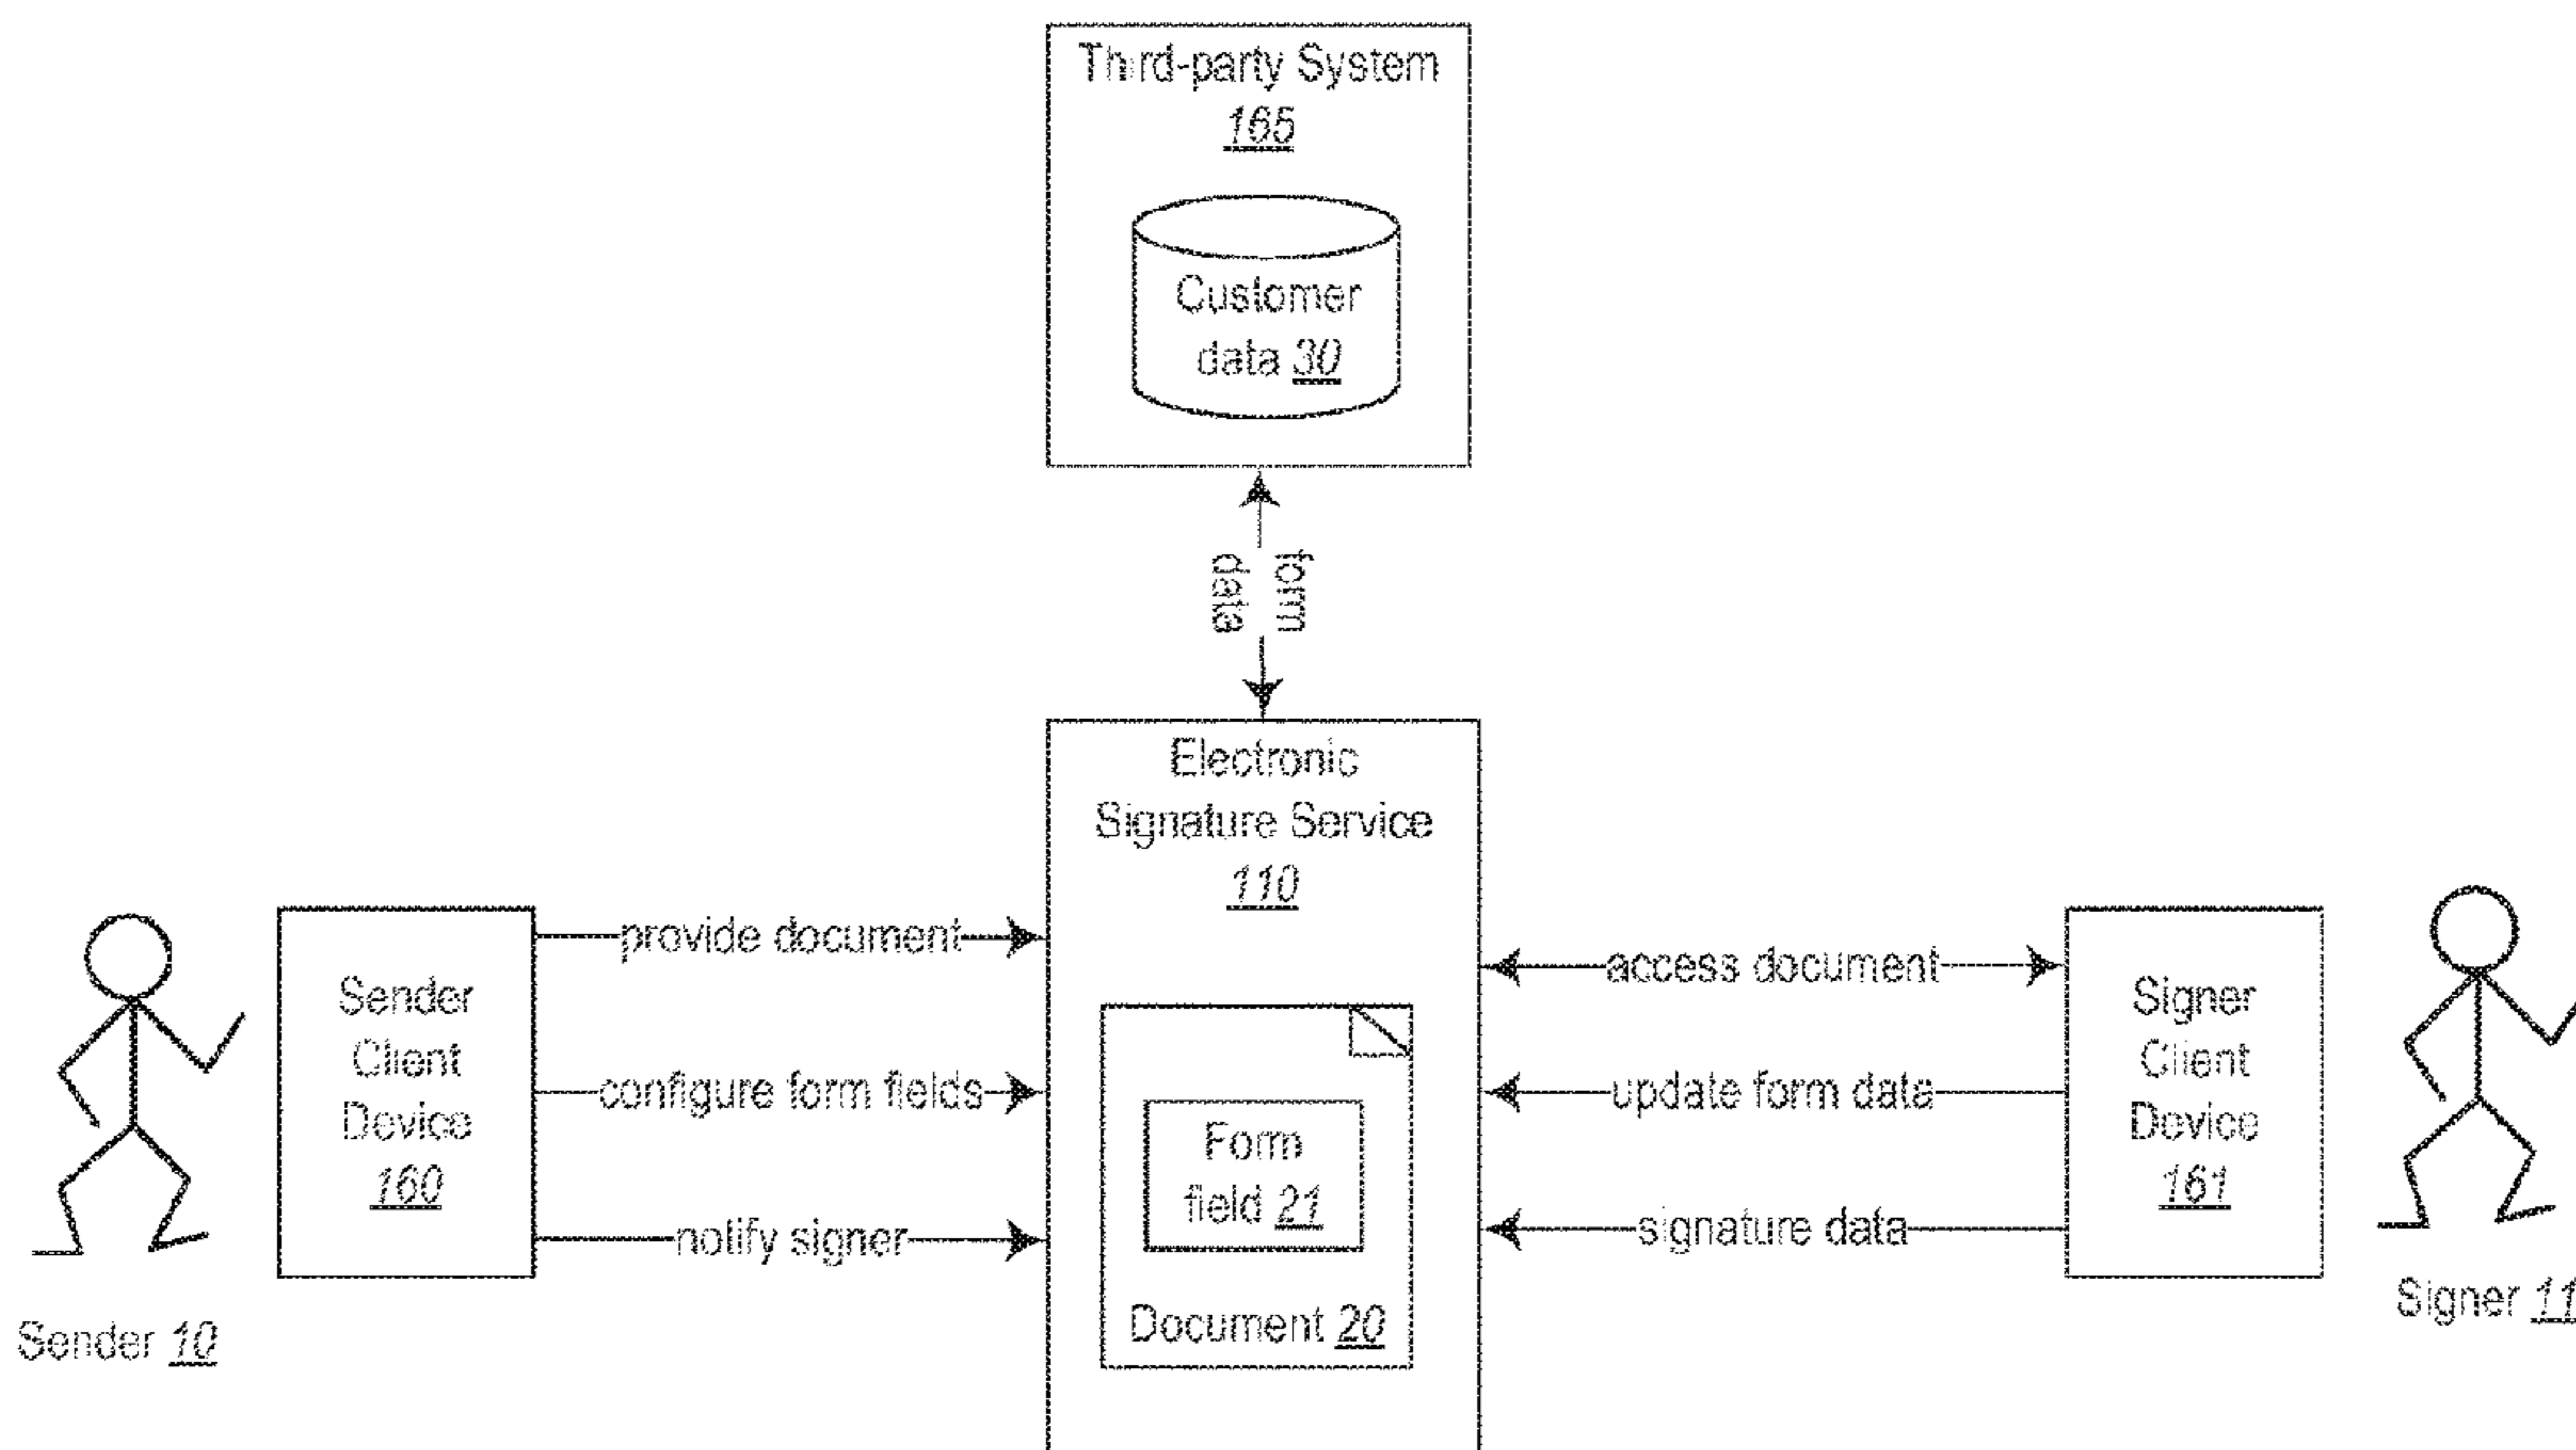 Third-party System
165
Customer
data 30
form
data
Electronic
Signature Service
110
Sender
Client
Device
160
provide document
configure form fields
notify signer
Form
field 21
Document 20
access document
update form data
signature data
Signer
Client
Device
161
Sender 10
Signer 11